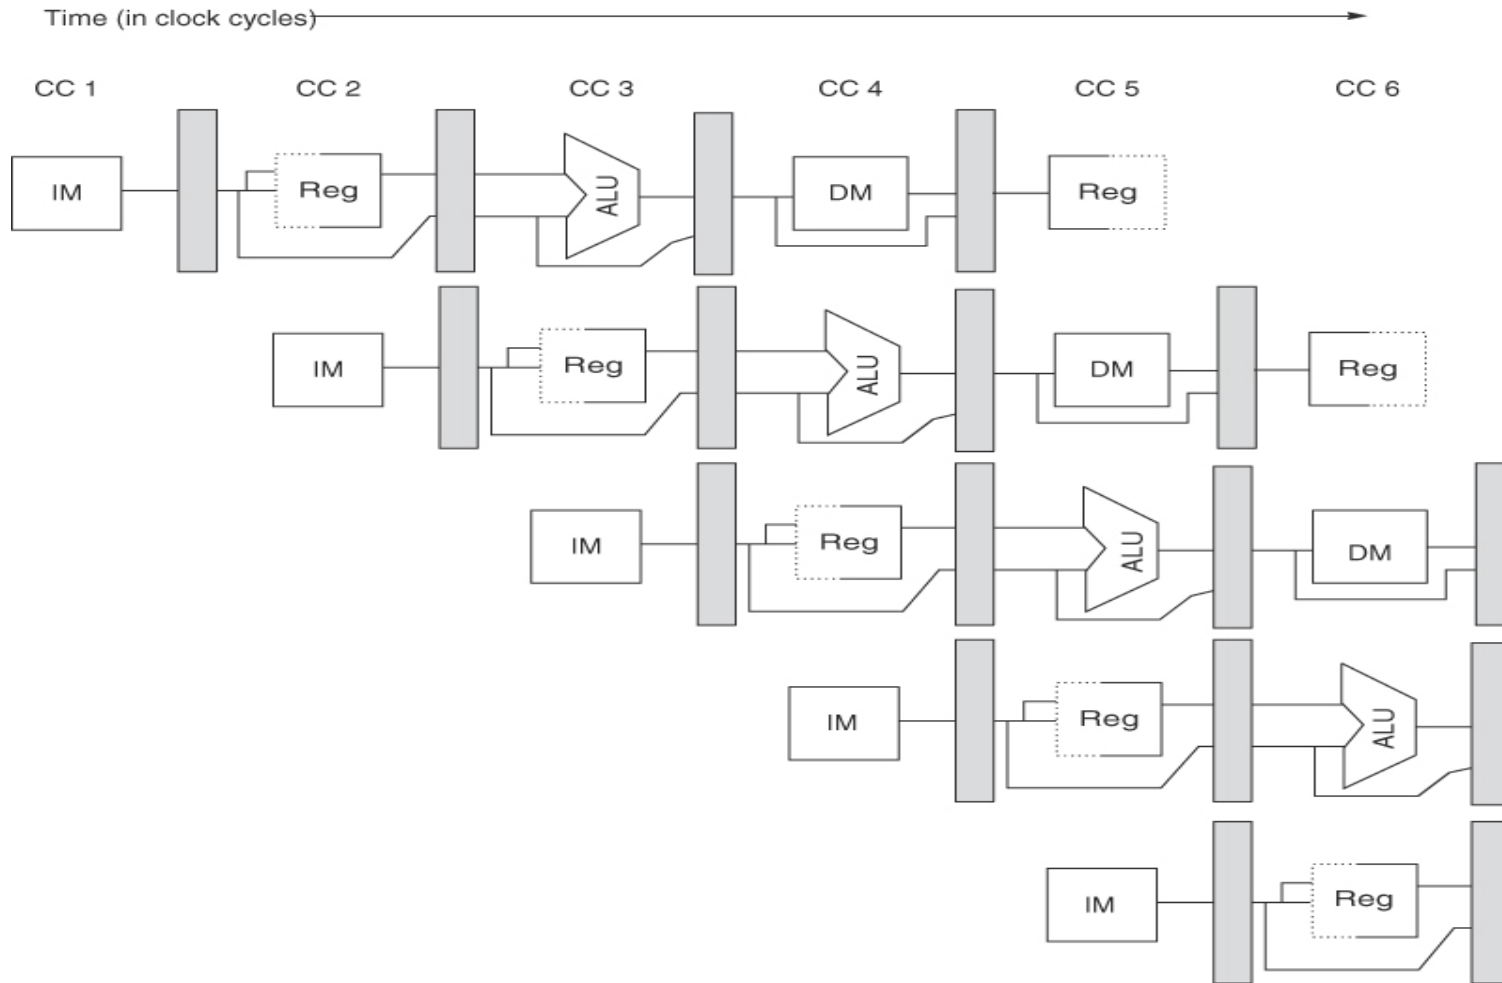 Time (in clock cycles)
CC 1 CC 2 CC 3 CC 4 CC 5 CC 6
IM Reg ALU DM Reg
IM Reg ALU DM Reg
IM Reg ALU DM
IM Reg ALU
IM Reg